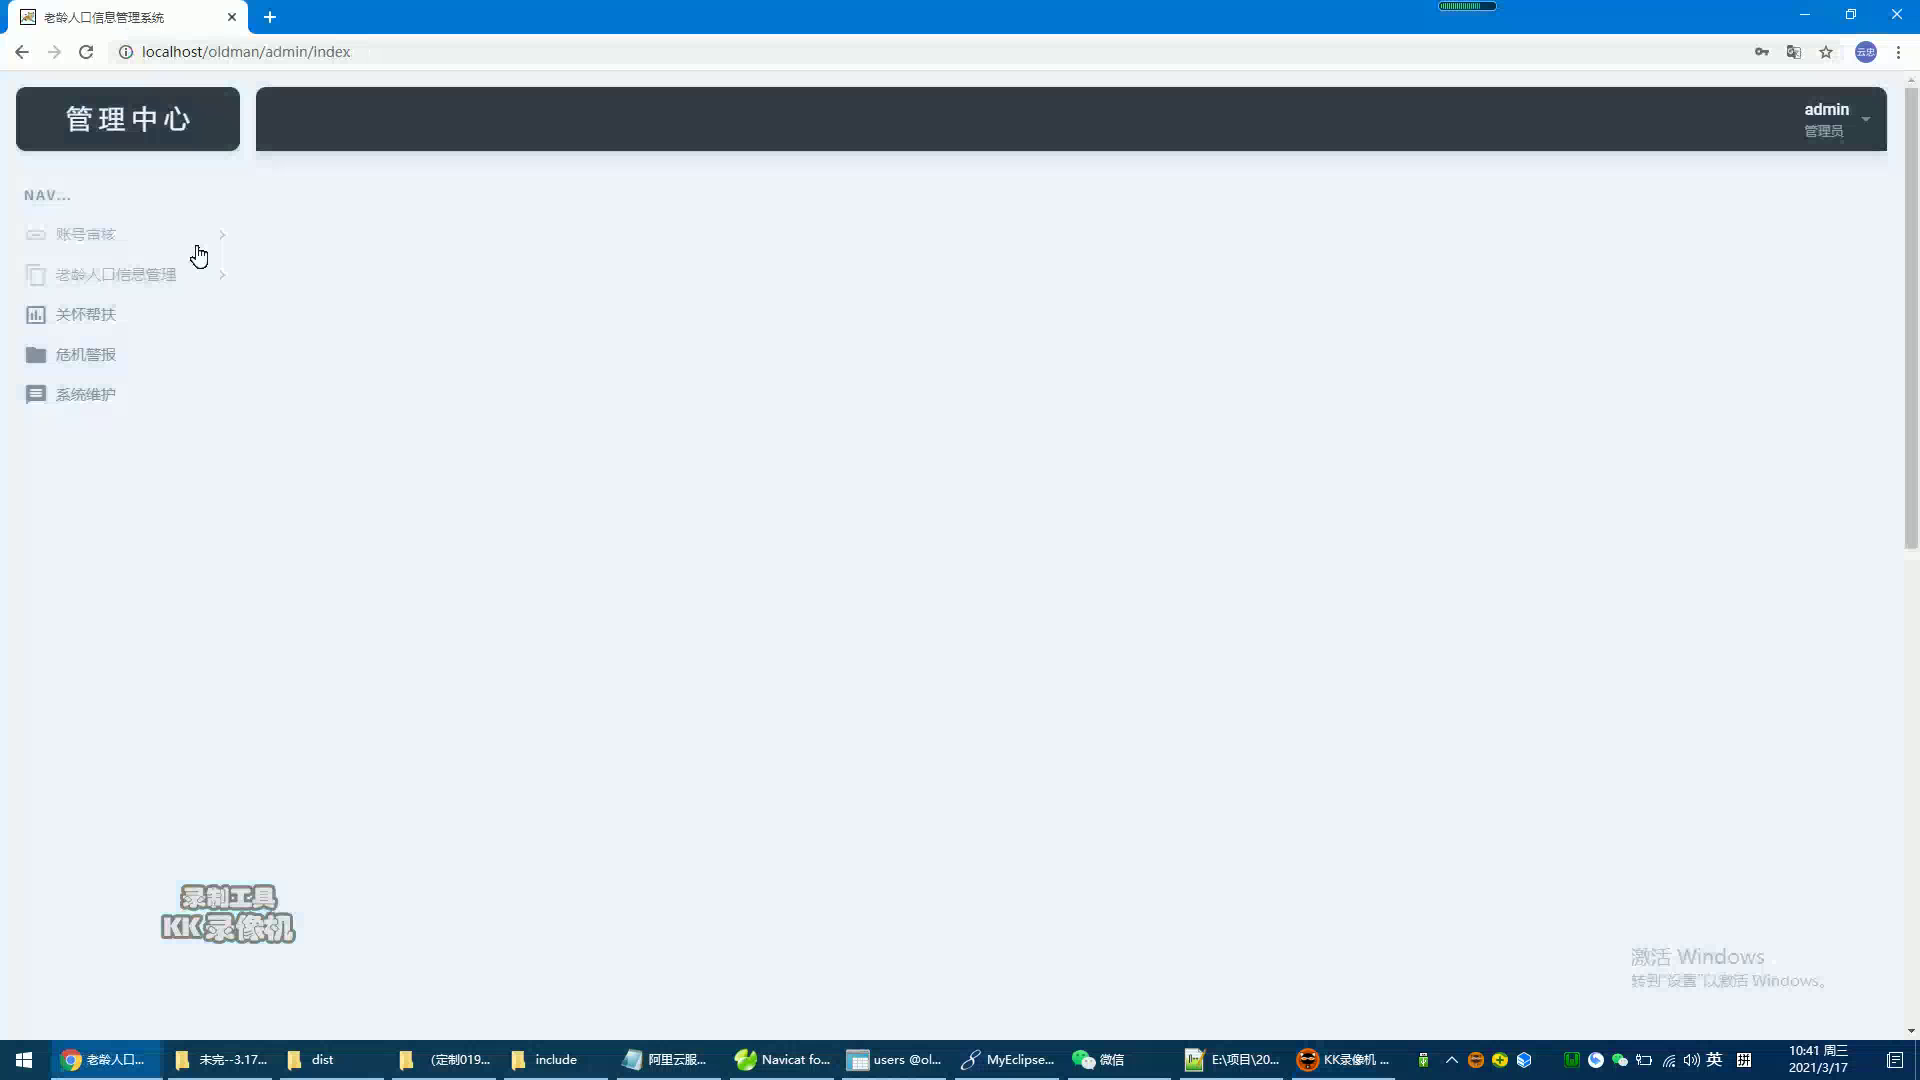 老龄人口信息管理系统
localhost/oldman/admin/index
云忠
管理中心
admin
管理员
NAV...
账号审核
老龄人口信息管理
关怀帮扶
危机警报
系统维护
录制工具
KK录像机
激活 Windows
转到“设置”以激活 Windows。
老龄人口...
未完--3.17...
dist
(定制019...
include
阿里云服...
Navicat fo...
users @ol...
MyEclipse...
微信
E:\项目\20...
KK录像机 ...
英
拼
10:41 周三
2021/3/17